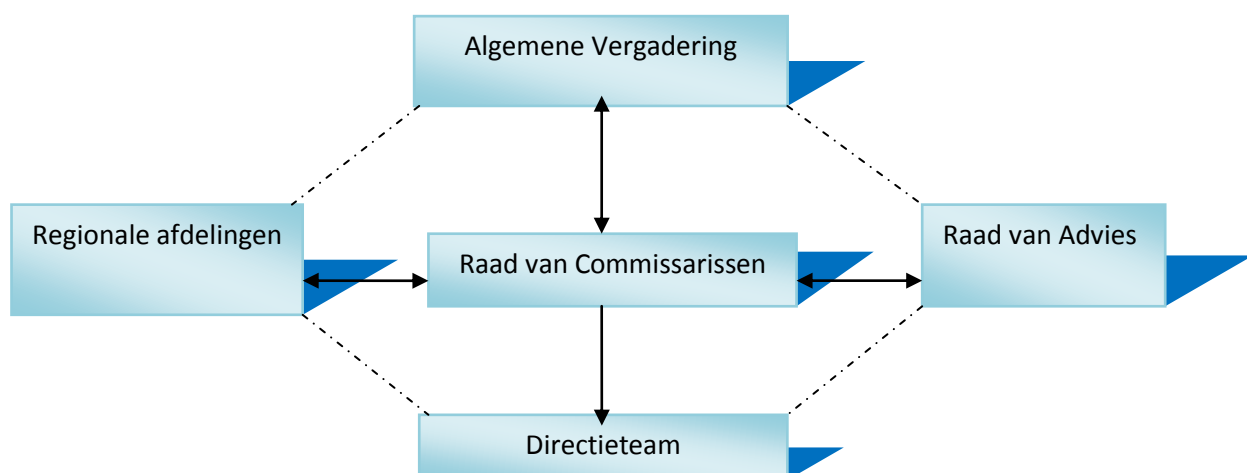 Algemene Vergadering
Regionale afdelingen
Raad van Commissarissen
Raad van Advies
Directieteam